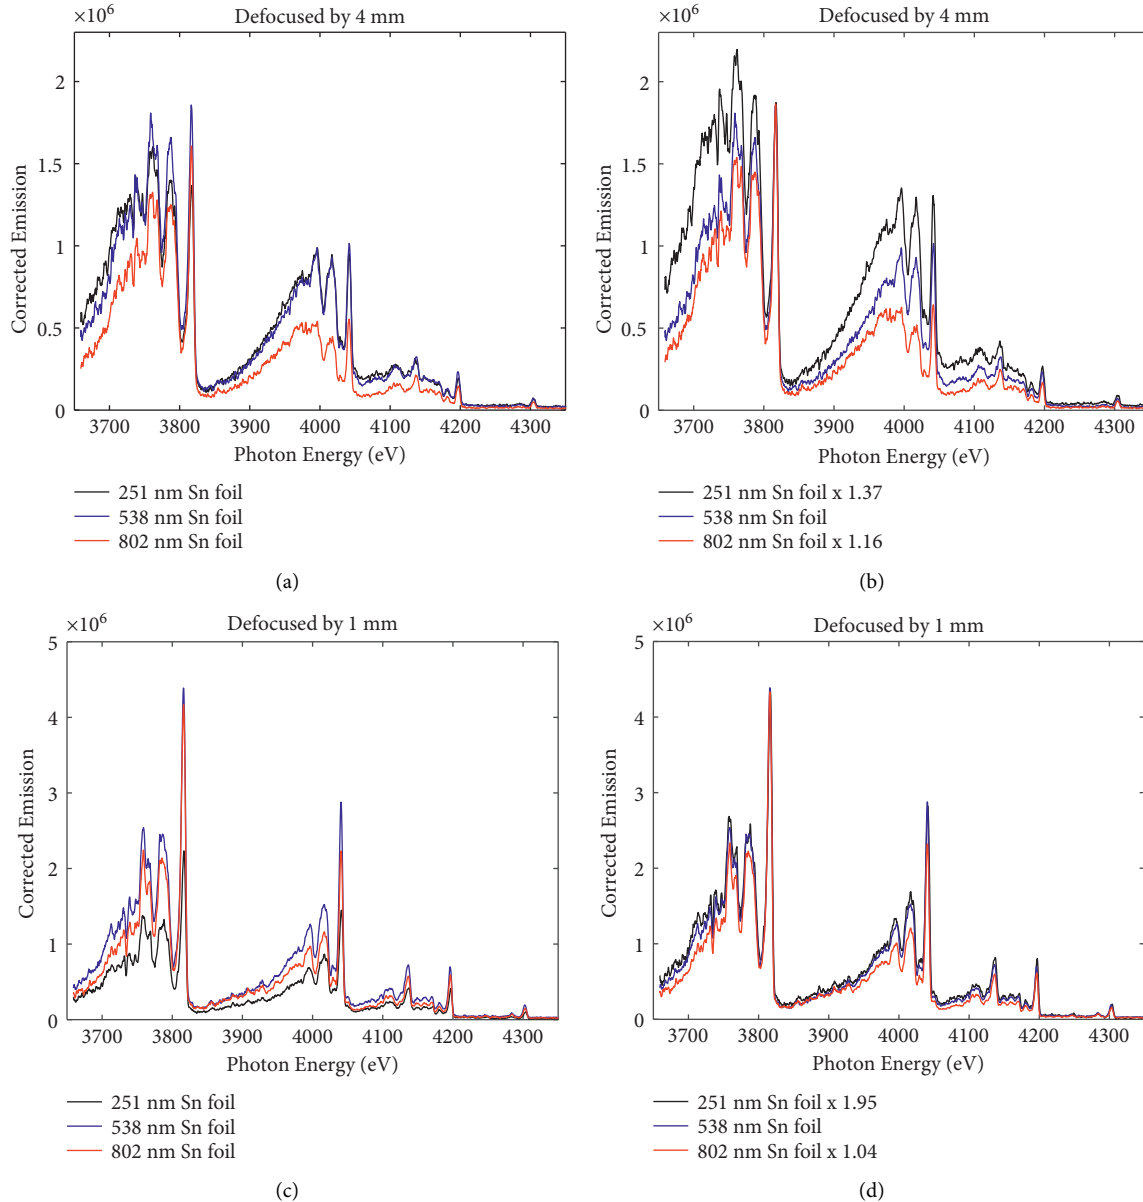 ×10⁶
Defocused by 4 mm
Corrected Emission
2
1.5
1
0.5
0
3700 3800 3900 4000 4100 4200 4300
Photon Energy (eV)
251 nm Sn foil
538 nm Sn foil
802 nm Sn foil
(a)
×10⁶
Defocused by 4 mm
Corrected Emission
2
1.5
1
0.5
0
3700 3800 3900 4000 4100 4200 4300
Photon Energy (eV)
251 nm Sn foil x 1.37
538 nm Sn foil
802 nm Sn foil x 1.16
(b)
×10⁶
Defocused by 1 mm
Corrected Emission
5
4
3
2
1
0
3700 3800 3900 4000 4100 4200 4300
Photon Energy (eV)
251 nm Sn foil
538 nm Sn foil
802 nm Sn foil
(c)
×10⁶
Defocused by 1 mm
Corrected Emission
5
4
3
2
1
0
3700 3800 3900 4000 4100 4200 4300
Photon Energy (eV)
251 nm Sn foil x 1.95
538 nm Sn foil
802 nm Sn foil x 1.04
(d)